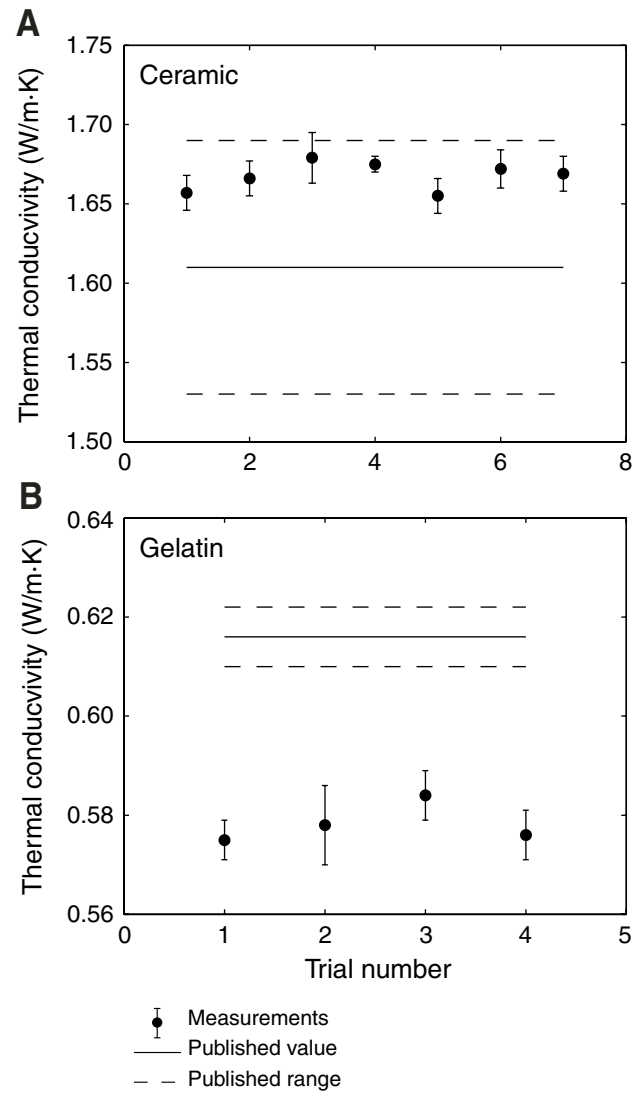 A
Thermal conducvivity (W/m·K)
1.75
1.70
1.65
1.60
1.55
1.50
Ceramic
0 2 4 6 8
B
Thermal conducvivity (W/m·K)
0.64
0.62
0.60
0.58
0.56
Gelatin
0 1 2 3 4 5
Trial number
Measurements
Published value
Published range